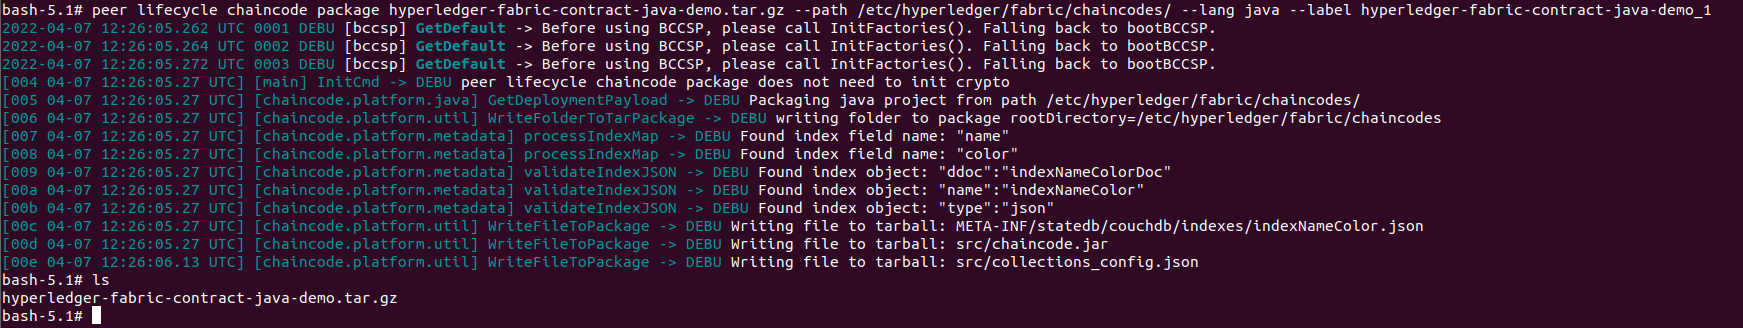 bash-5.1# peer lifecycle chaincode package hyperledger-fabric-contract-java-demo.tar.gz --path /etc/hyperledger/fabric/chaincodes/ --lang java --label hyperledger-fabric-contract-java-demo_1
2022-04-07 12:26:05.262 UTC 0001 DEBU [bccsp] GetDefault -> Before using BCCSP, please call InitFactories(). Falling back to bootBCCSP.
2022-04-07 12:26:05.264 UTC 0002 DEBU [bccsp] GetDefault -> Before using BCCSP, please call InitFactories(). Falling back to bootBCCSP.
2022-04-07 12:26:05.272 UTC 0003 DEBU [bccsp] GetDefault -> Before using BCCSP, please call InitFactories(). Falling back to bootBCCSP.
[004 04-07 12:26:05.27 UTC] [main] InitCmd -> DEBU peer lifecycle chaincode package does not need to init crypto
[005 04-07 12:26:05.27 UTC] [chaincode.platform.java] GetDeploymentPayload -> DEBU Packaging java project from path /etc/hyperledger/fabric/chaincodes/
[006 04-07 12:26:05.27 UTC] [chaincode.platform.util] WriteFolderToTarPackage -> DEBU writing folder to package rootDirectory=/etc/hyperledger/fabric/chaincodes
[007 04-07 12:26:05.27 UTC] [chaincode.platform.metadata] processIndexMap -> DEBU Found index field name: "name"
[008 04-07 12:26:05.27 UTC] [chaincode.platform.metadata] processIndexMap -> DEBU Found index field name: "color"
[009 04-07 12:26:05.27 UTC] [chaincode.platform.metadata] validateIndexJSON -> DEBU Found index object: "ddoc":"indexNameColorDoc"
[00a 04-07 12:26:05.27 UTC] [chaincode.platform.metadata] validateIndexJSON -> DEBU Found index object: "name":"indexNameColor"
[00b 04-07 12:26:05.27 UTC] [chaincode.platform.metadata] validateIndexJSON -> DEBU Found index object: "type":"json"
[00c 04-07 12:26:05.27 UTC] [chaincode.platform.util] WriteFileToPackage -> DEBU Writing file to tarball: META-INF/statedb/couchdb/indexes/indexNameColor.json
[00d 04-07 12:26:05.27 UTC] [chaincode.platform.util] WriteFileToPackage -> DEBU Writing file to tarball: src/chaincode.jar
[00e 04-07 12:26:06.13 UTC] [chaincode.platform.util] WriteFileToPackage -> DEBU Writing file to tarball: src/collections_config.json
bash-5.1# ls
hyperledger-fabric-contract-java-demo.tar.gz
bash-5.1#